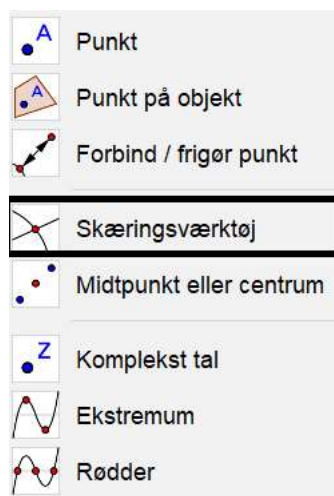 A Punkt
A Punkt på objekt
Forbind / frigør punkt
Skæringsværktøj
Midtpunkt eller centrum
Z Komplekst tal
Ekstremum
Rødder